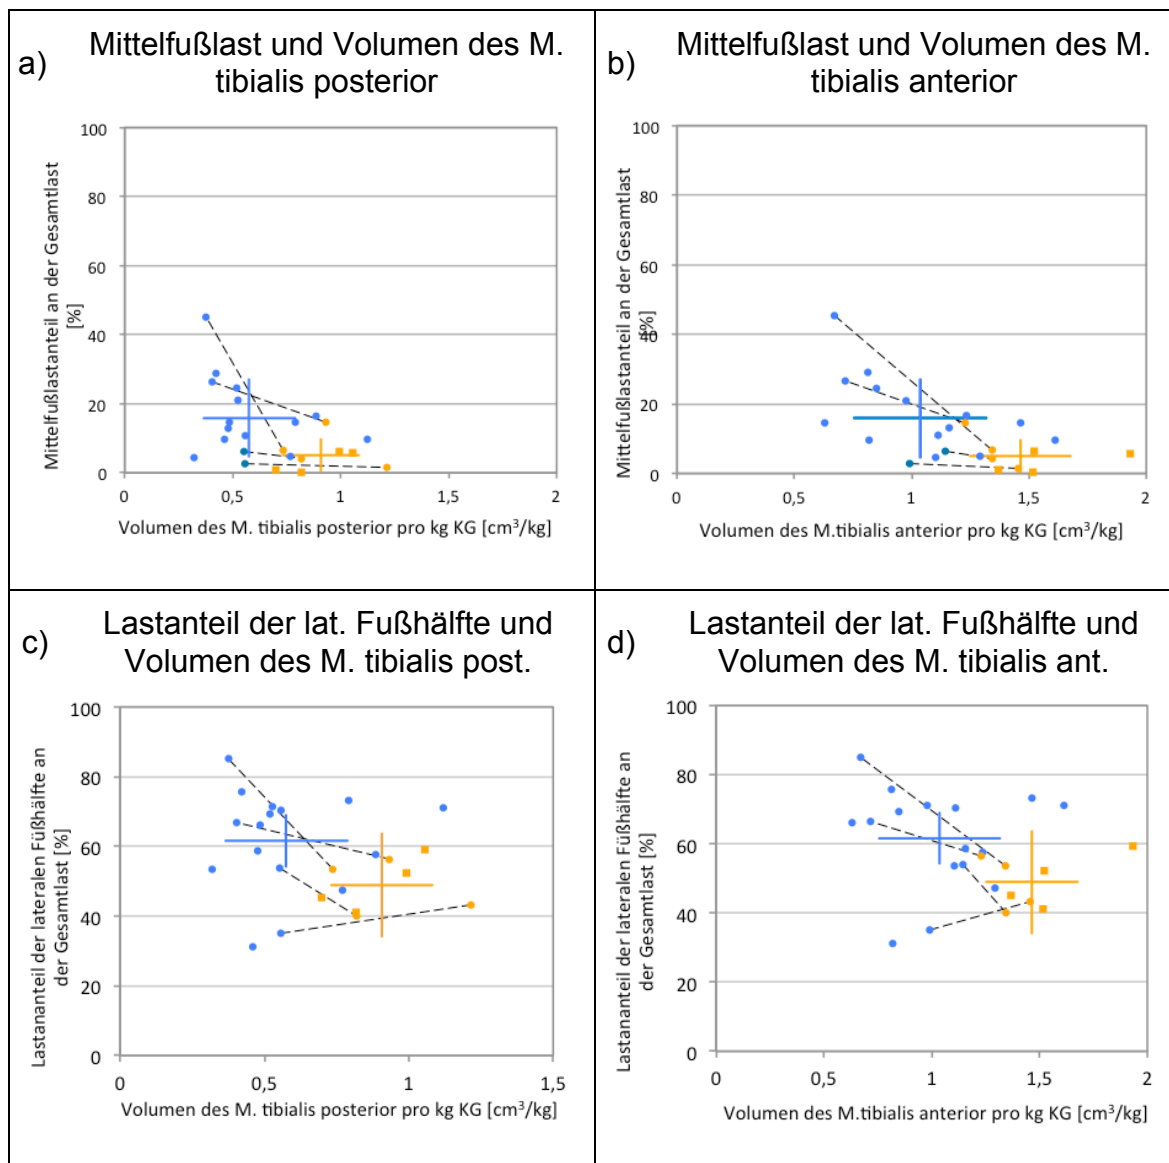 a)
Mittelfußlast und Volumen des M.
tibialis posterior
Mittelfußlastanteil an der Gesamtlast
[%]
100
80
60
40
20
0
0 0,5 1 1,5 2
Volumen des M. tibialis posterior pro kg KG [cm³/kg]
b)
Mittelfußlast und Volumen des M.
tibialis anterior
Mittelfußlastanteil an der Gesamtlast
[%]
100
80
60
40
20
0
0 0,5 1 1,5 2
Volumen des M.tibialis anterior pro kg KG [cm³/kg]
c)
Lastanteil der lat. Fußhälfte und
Volumen des M. tibialis post.
Lastananteil der lateralen Füßhälfte an
der Gesamtlast [%]
100
80
60
40
20
0
0 0,5 1 1,5
Volumen des M. tibialis posterior pro kg KG [cm³/kg]
d)
Lastanteil der lat. Fußhälfte und
Volumen des M. tibialis ant.
Lastananteil der lateralen Füßhälfte an
der Gesamtlast [%]
100
80
60
40
20
0
0 0,5 1 1,5 2
Volumen des M.tibialis anterior pro kg KG [cm³/kg]